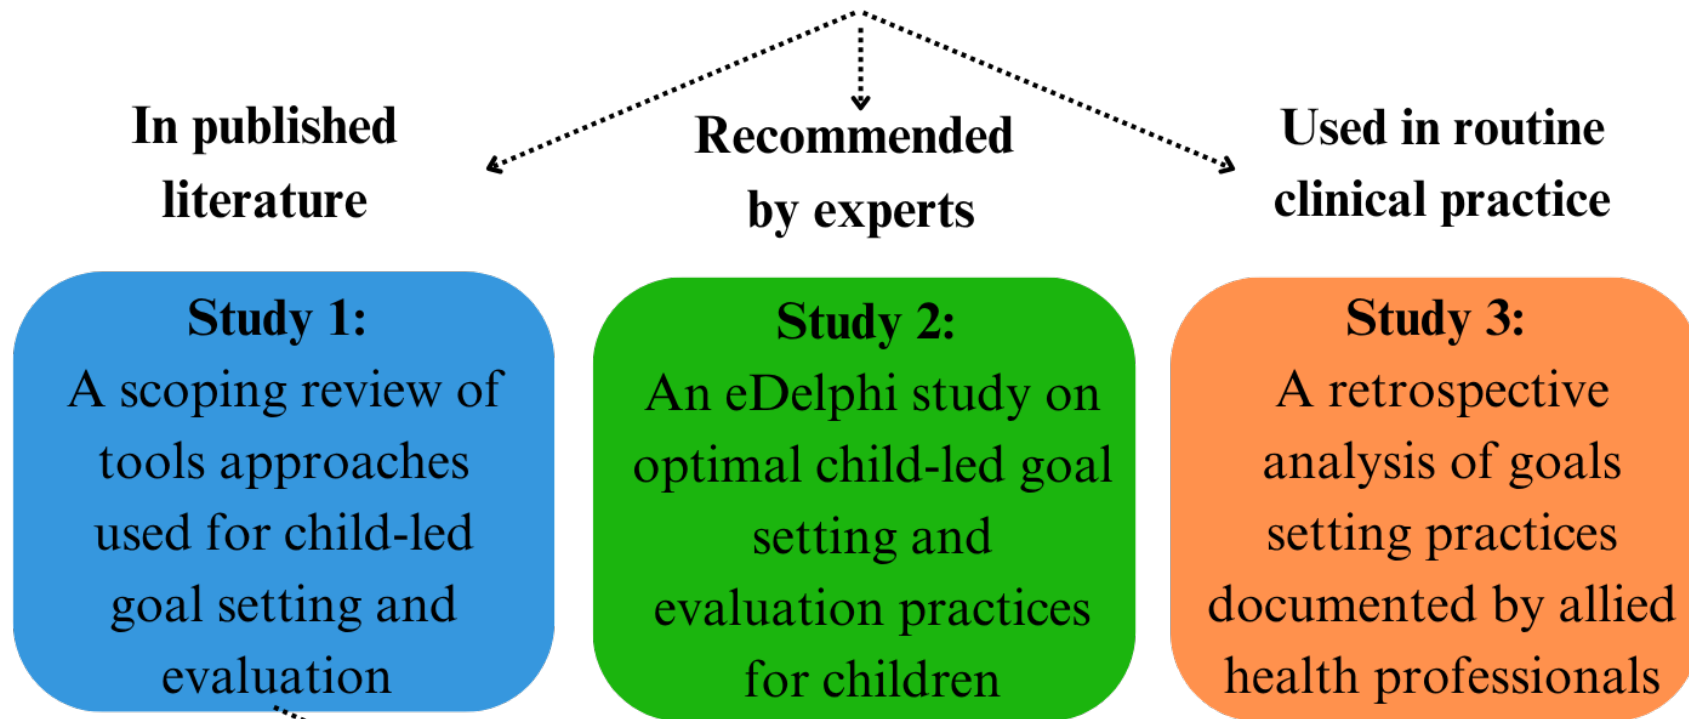 In published
literature
Recommended
by experts
Used in routine
clinical practice
Study 1:
A scoping review of
tools approaches
used for child-led
goal setting and
evaluation
Study 2:
An eDelphi study on
optimal child-led goal
setting and
evaluation practices
for children
Study 3:
A retrospective
analysis of goals
setting practices
documented by allied
health professionals